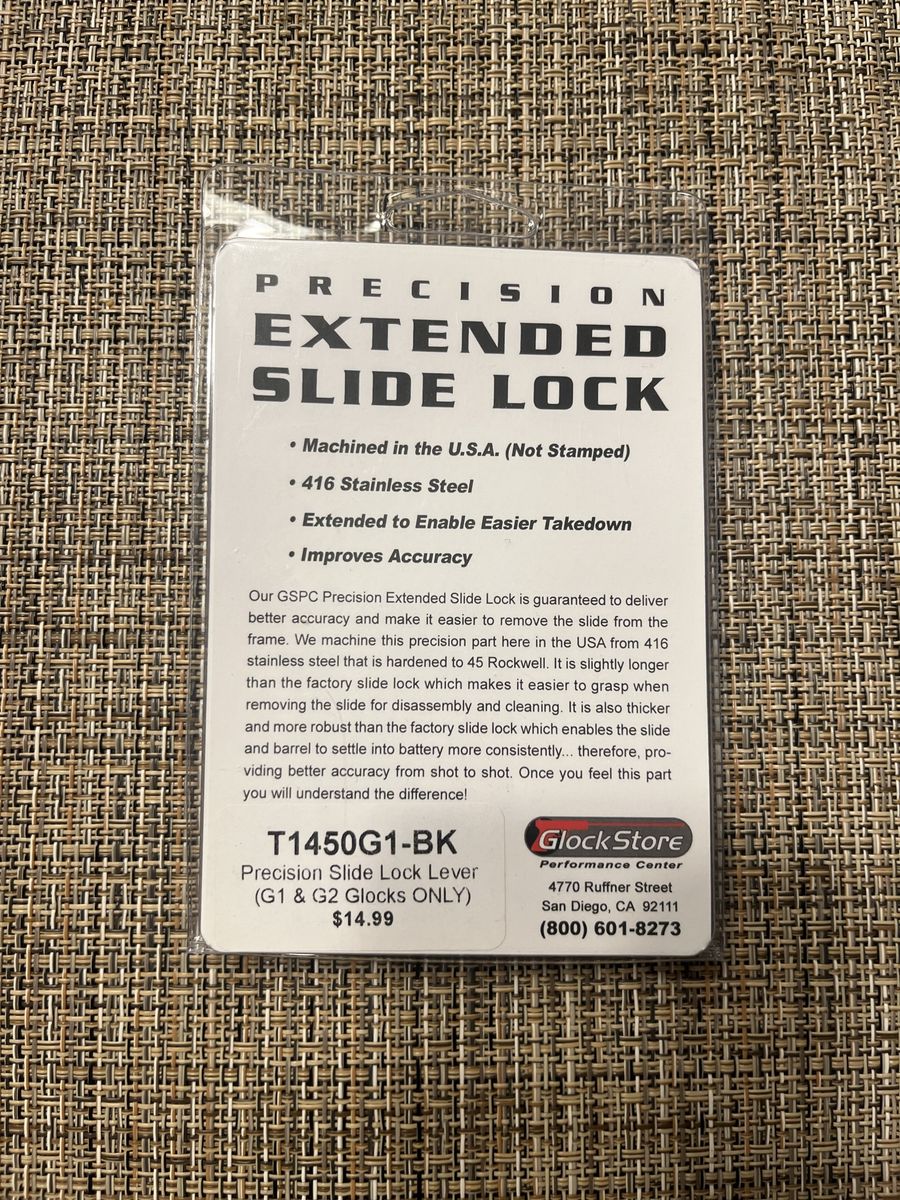 PRECISION
EXTENDED
SLIDE LOCK
• Machined in the U.S.A. (Not Stamped)
• 416 Stainless Steel
• Extended to Enable Easier Takedown
• Improves Accuracy
Our GSPC Precision Extended Slide Lock is guaranteed to deliver
better accuracy and make it easier to remove the slide from the
frame. We machine this precision part here in the USA from 416
stainless steel that is hardened to 45 Rockwell. It is slightly longer
than the factory slide lock which makes it easier to grasp when
removing the slide for disassembly and cleaning. It is also thicker
and more robust than the factory slide lock which enables the slide
and barrel to settle into battery more consistently... therefore, pro-
viding better accuracy from shot to shot. Once you feel this part
you will understand the difference!
T1450G1-BK
Precision Slide Lock Lever
(G1 & G2 Glocks ONLY)
$14.99
GlockStore
Performance Center
4770 Ruffner Street
San Diego, CA 92111
(800) 601-8273